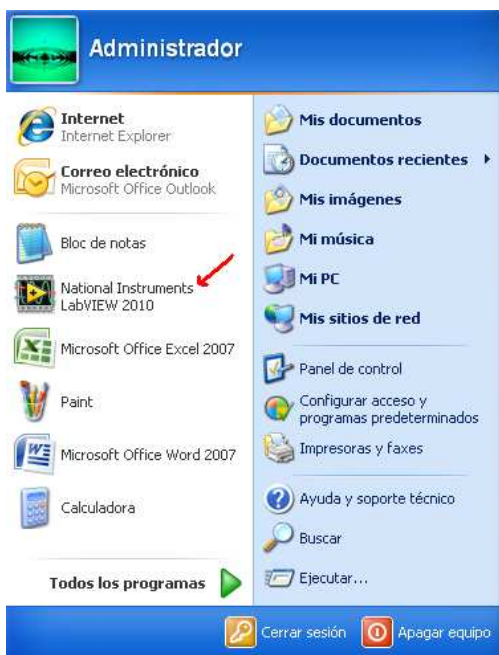 Administrador
Internet
Internet Explorer
Correo electrónico
Microsoft Office Outlook
Bloc de notas
National Instruments
LabVIEW 2010
Microsoft Office Excel 2007
Paint
Microsoft Office Word 2007
Calculadora
Todos los programas
Mis documentos
Documentos recientes
Mis imágenes
Mi música
Mi PC
Mis sitios de red
Panel de control
Configurar acceso y
programas predeterminados
Impresoras y faxes
Ayuda y soporte técnico
Buscar
Ejecutar...
Cerrar sesión
Apagar equipo